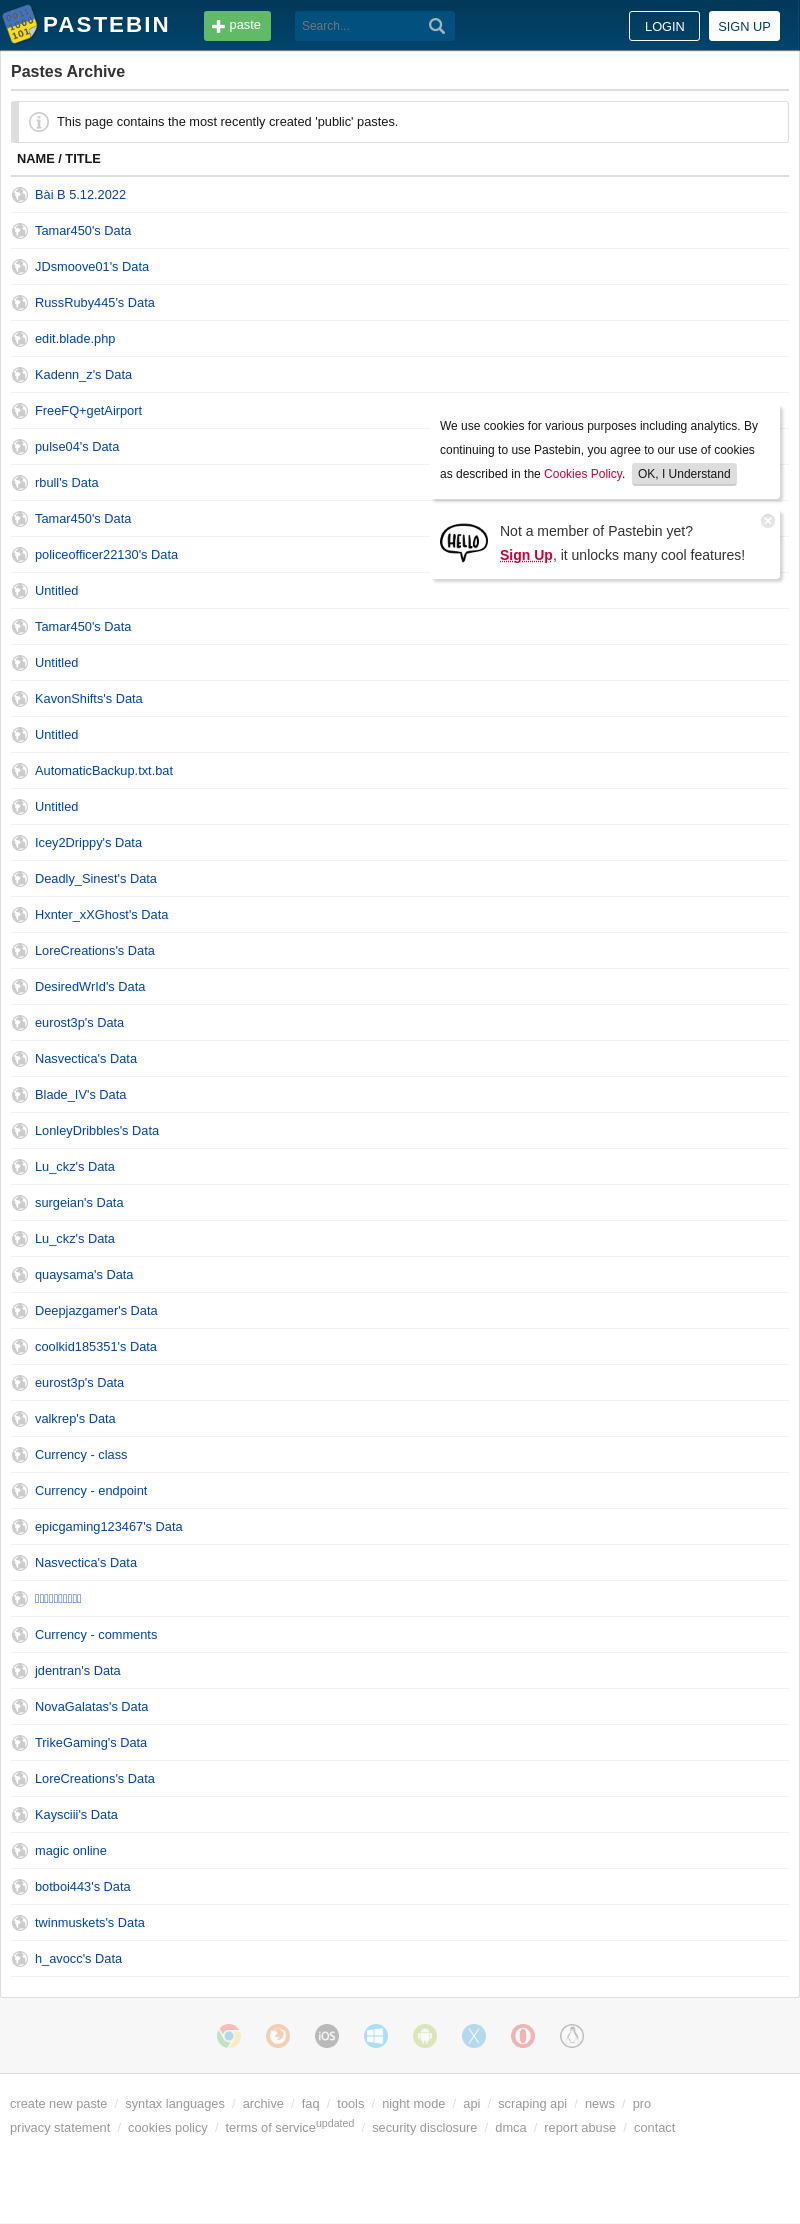 PASTEBIN
paste
Search...
LOGIN
SIGN UP
Pastes Archive
This page contains the most recently created 'public' pastes.
NAME / TITLE
Bài B 5.12.2022
Tamar450's Data
JDsmoove01's Data
RussRuby445's Data
edit.blade.php
Kadenn_z's Data
FreeFQ+getAirport
pulse04's Data
rbull's Data
Tamar450's Data
policeofficer22130's Data
Untitled
Tamar450's Data
Untitled
KavonShifts's Data
Untitled
AutomaticBackup.txt.bat
Untitled
Icey2Drippy's Data
Deadly_Sinest's Data
Hxnter_xXGhost's Data
LoreCreations's Data
DesiredWrId's Data
eurost3p's Data
Nasvectica's Data
Blade_IV's Data
LonleyDribbles's Data
Lu_ckz's Data
surgeian's Data
Lu_ckz's Data
quaysama's Data
Deepjazgamer's Data
coolkid185351's Data
eurost3p's Data
valkrep's Data
Currency - class
Currency - endpoint
epicgaming123467's Data
Nasvectica's Data
Currency - comments
jdentran's Data
NovaGalatas's Data
TrikeGaming's Data
LoreCreations's Data
Kaysciii's Data
magic online
botboi443's Data
twinmuskets's Data
h_avocc's Data
We use cookies for various purposes including analytics. By
continuing to use Pastebin, you agree to our use of cookies
as described in the Cookies Policy. OK, I Understand
HELLO
Not a member of Pastebin yet?
Sign Up, it unlocks many cool features!
iOS
create new paste / syntax languages / archive / faq / tools / night mode / api / scraping api / news / pro
privacy statement / cookies policy / terms of serviceupdated / security disclosure / dmca / report abuse / contact